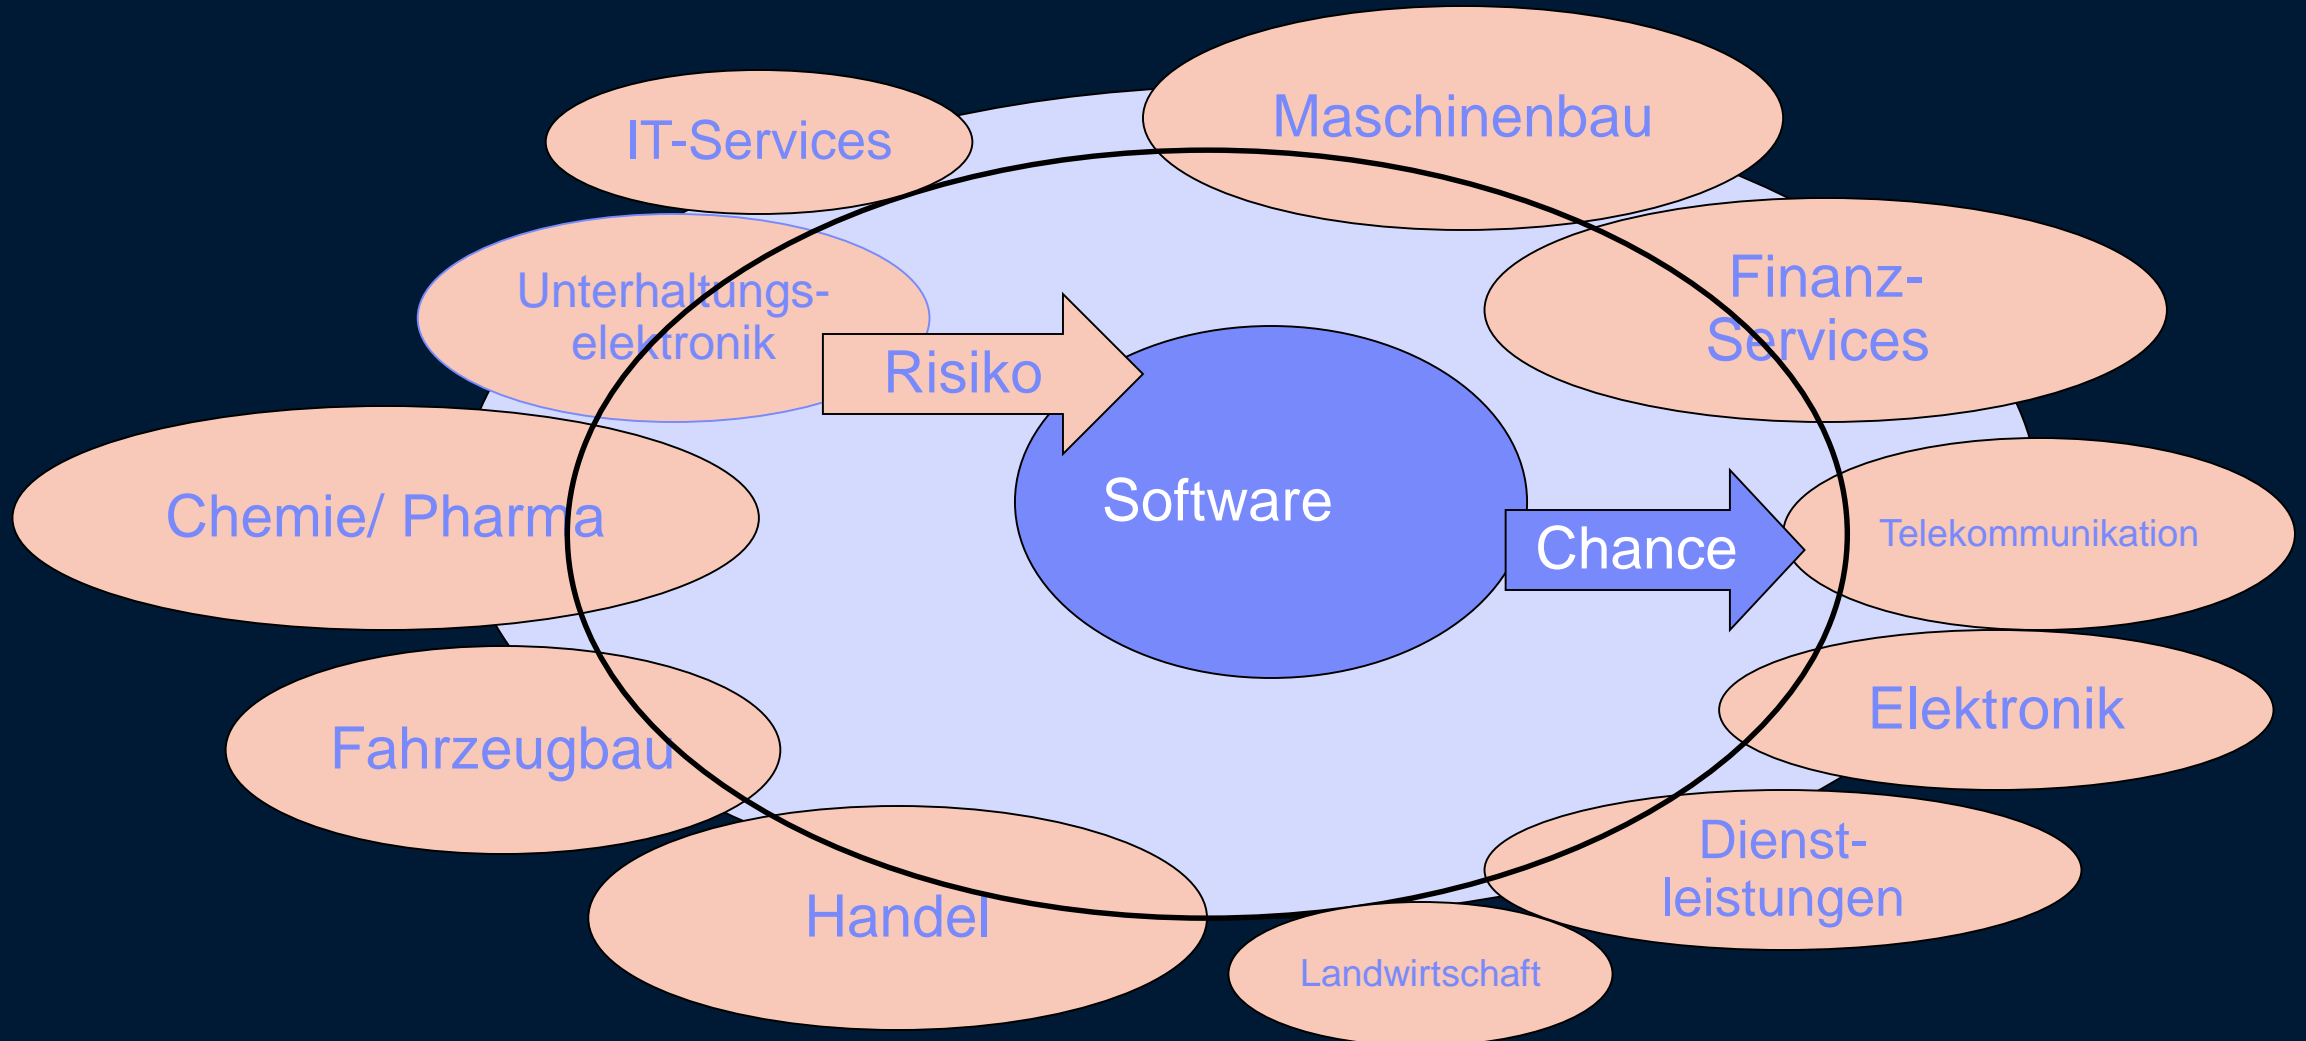 Maschinenbau
IT-Services
Finanz-
Services
Unterhaltungs-
elektronik
Risiko
Software
Chemie/ Pharma
Chance
Telekommunikation
Elektronik
Fahrzeugbau
Dienst-
leistungen
Handel
Landwirtschaft